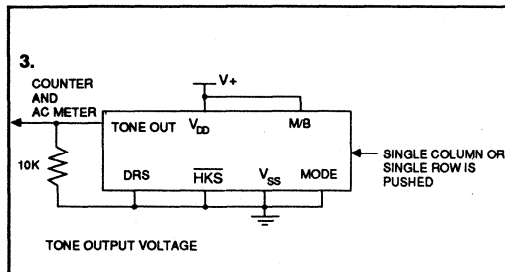 3.
COUNTER
AND
AC METER
V+
TONE OUT VDD M/B
10K
DRS HKS VSS MODE
SINGLE COLUMN OR
SINGLE ROW IS
PUSHED
TONE OUTPUT VOLTAGE